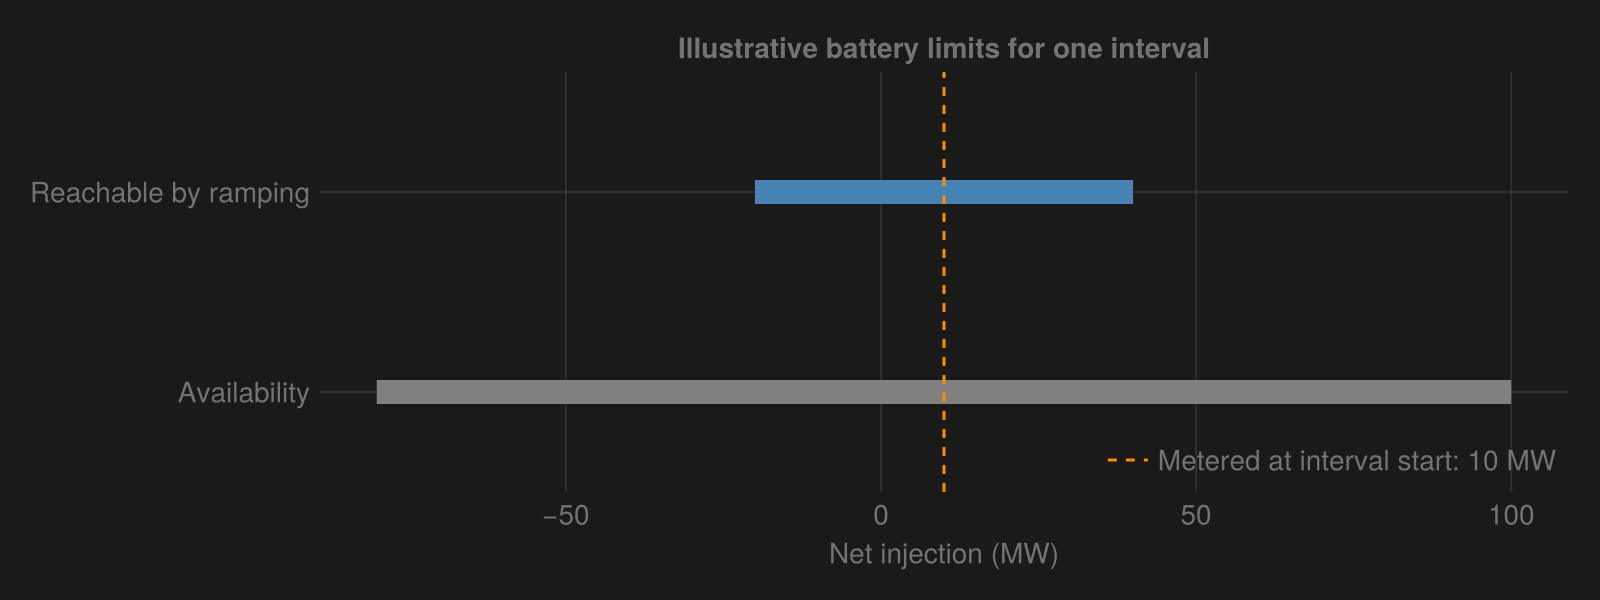 Illustrative battery limits for one interval
Reachable by ramping
Availability
Metered at interval start: 10 MW
−50
0
50
100
Net injection (MW)